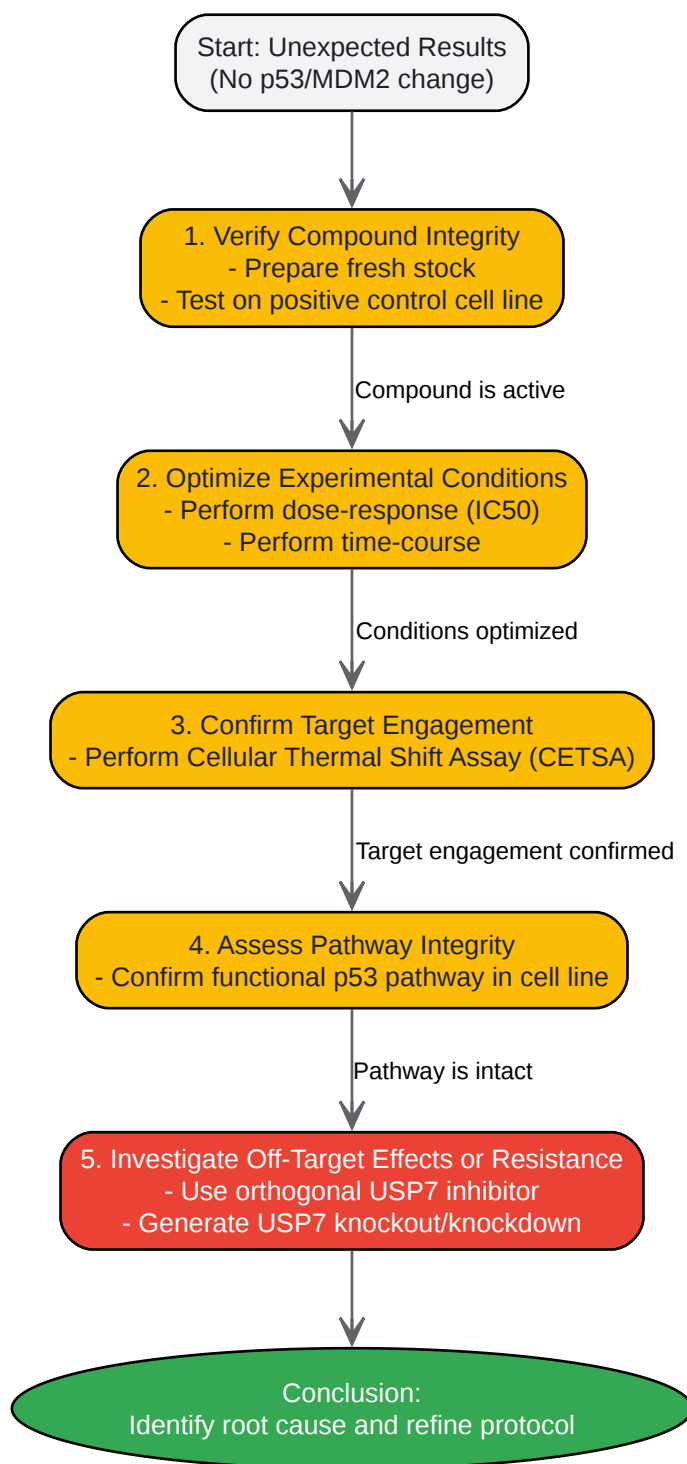 Start: Unexpected Results
(No p53/MDM2 change)
1. Verify Compound Integrity
- Prepare fresh stock
- Test on positive control cell line
Compound is active
2. Optimize Experimental Conditions
- Perform dose-response (IC50)
- Perform time-course
Conditions optimized
3. Confirm Target Engagement
- Perform Cellular Thermal Shift Assay (CETSA)
Target engagement confirmed
4. Assess Pathway Integrity
- Confirm functional p53 pathway in cell line
Pathway is intact
5. Investigate Off-Target Effects or Resistance
- Use orthogonal USP7 inhibitor
- Generate USP7 knockout/knockdown
Conclusion:
Identify root cause and refine protocol